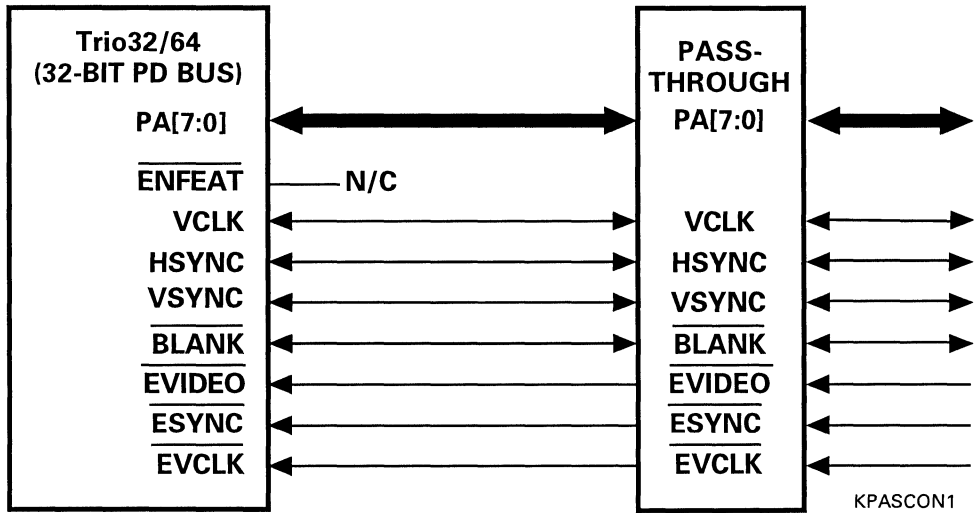 Trio32/64
(32-BIT PD BUS)
PA[7:0]
ENFEAT
N/C
VCLK
HSYNC
VSYNC
BLANK
EVIDEO
ESYNC
EVCLK
PASS-
THROUGH
PA[7:0]
VCLK
HSYNC
VSYNC
BLANK
EVIDEO
ESYNC
EVCLK
KPASCON1